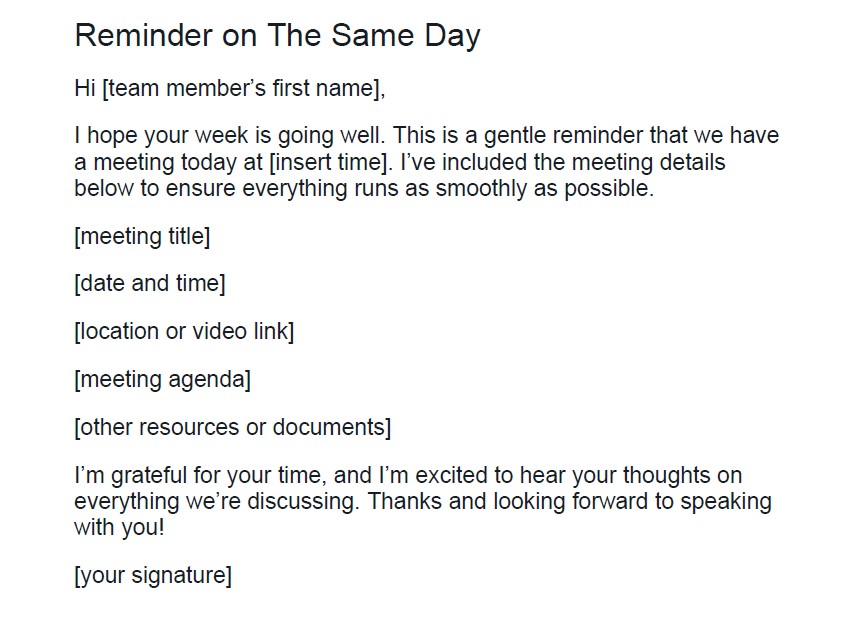 Reminder on The Same Day
Hi [team member’s first name],
I hope your week is going well. This is a gentle reminder that we have
a meeting today at [insert time]. I’ve included the meeting details
below to ensure everything runs as smoothly as possible.
[meeting title]
[date and time]
[location or video link]
[meeting agenda]
[other resources or documents]
I’m grateful for your time, and I’m excited to hear your thoughts on
everything we’re discussing. Thanks and looking forward to speaking
with you!
[your signature]